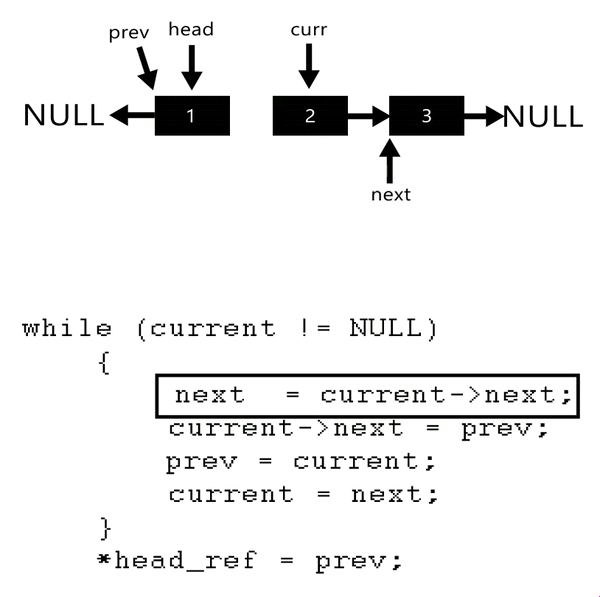 prev head curr
NULL 1 2 3 NULL
next
while (current != NULL)
{
next = current->next;
current->next = prev;
prev = current;
current = next;
}
*head_ref = prev;